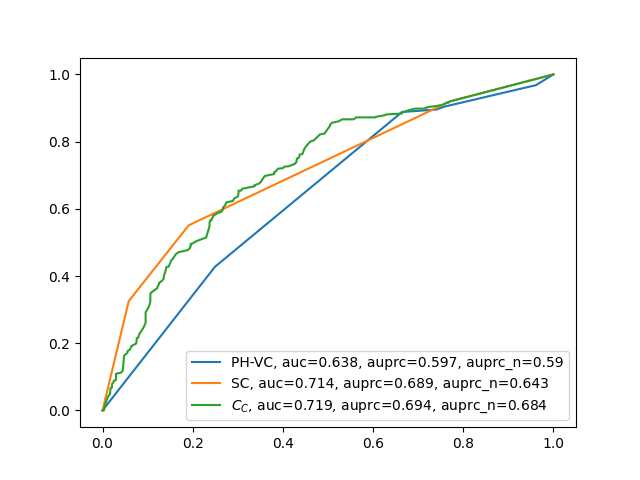 1.0
0.8
0.6
0.4
0.2
0.0
PH-VC, auc=0.638, auprc=0.597, auprc_n=0.59
SC, auc=0.714, auprc=0.689, auprc_n=0.643
C_C, auc=0.719, auprc=0.694, auprc_n=0.684
0.0 0.2 0.4 0.6 0.8 1.0